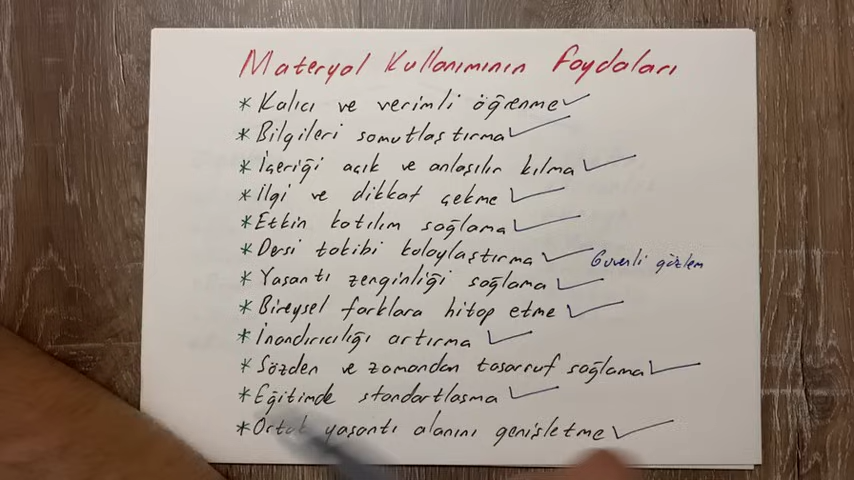 Materyal Kullanımının Faydaları
* Kalıcı ve verimli öğrenme ✓
* Bilgileri somutlaştırma ✓
* İçeriği açık ve anlaşılır kılma ✓
* İlgi ve dikkat çekme ✓
* Etkin katılım sağlama ✓
* Dersi takibi kolaylaştırma ✓ Güvenli gözlem
* Yaşantı zenginliği sağlama ✓
* Bireysel farklara hitap etme ✓
* İnandırıcılığı artırma ✓
* Sözden ve zamandan tasarruf sağlama ✓
* Eğitimde standartlaşma ✓
* Ortak yaşantı alanını genişletme ✓